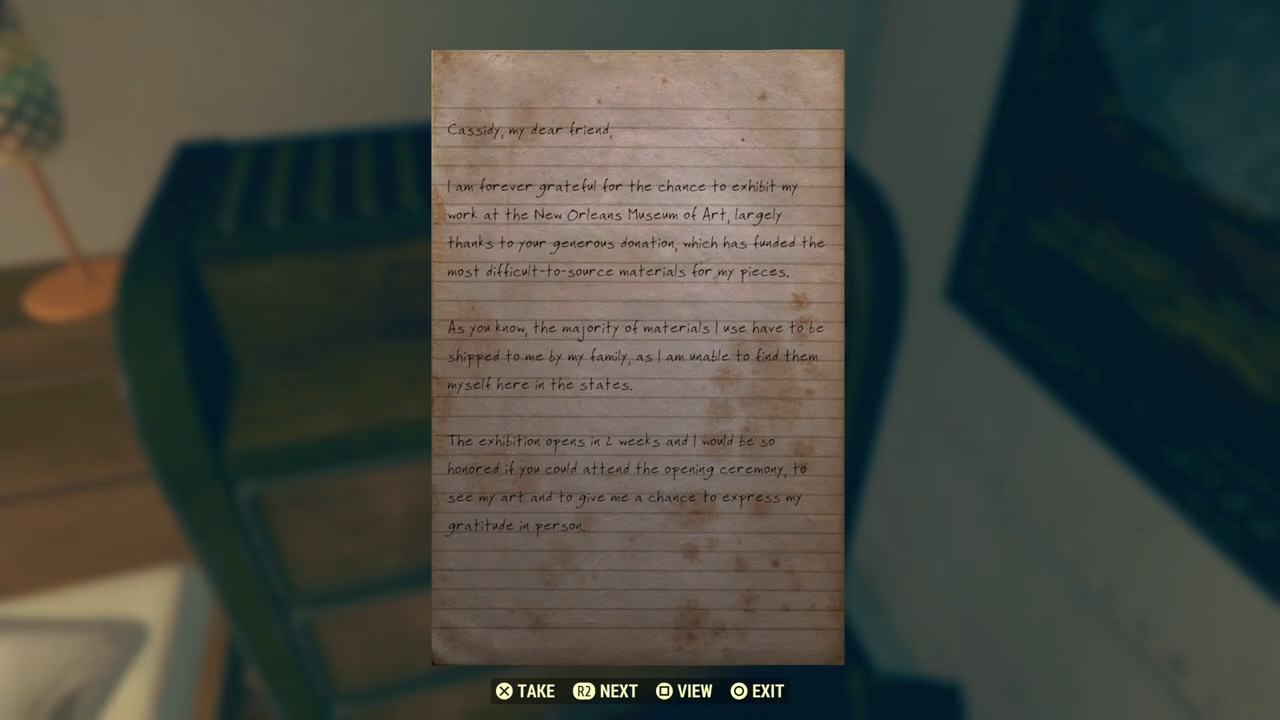 Cassidy, my dear friend,
I am forever grateful for the chance to exhibit my
work at the New Orleans Museum of Art, largely
thanks to your generous donation, which has funded the
most difficult-to-source materials for my pieces.
As you know, the majority of materials I use have to be
shipped to me by my family, as I am unable to find them
myself here in the states.
The exhibition opens in 2 weeks and I would be so
honored if you could attend the opening ceremony, to
see my art and to give me a chance to express my
gratitude in person.
TAKE R2 NEXT VIEW EXIT